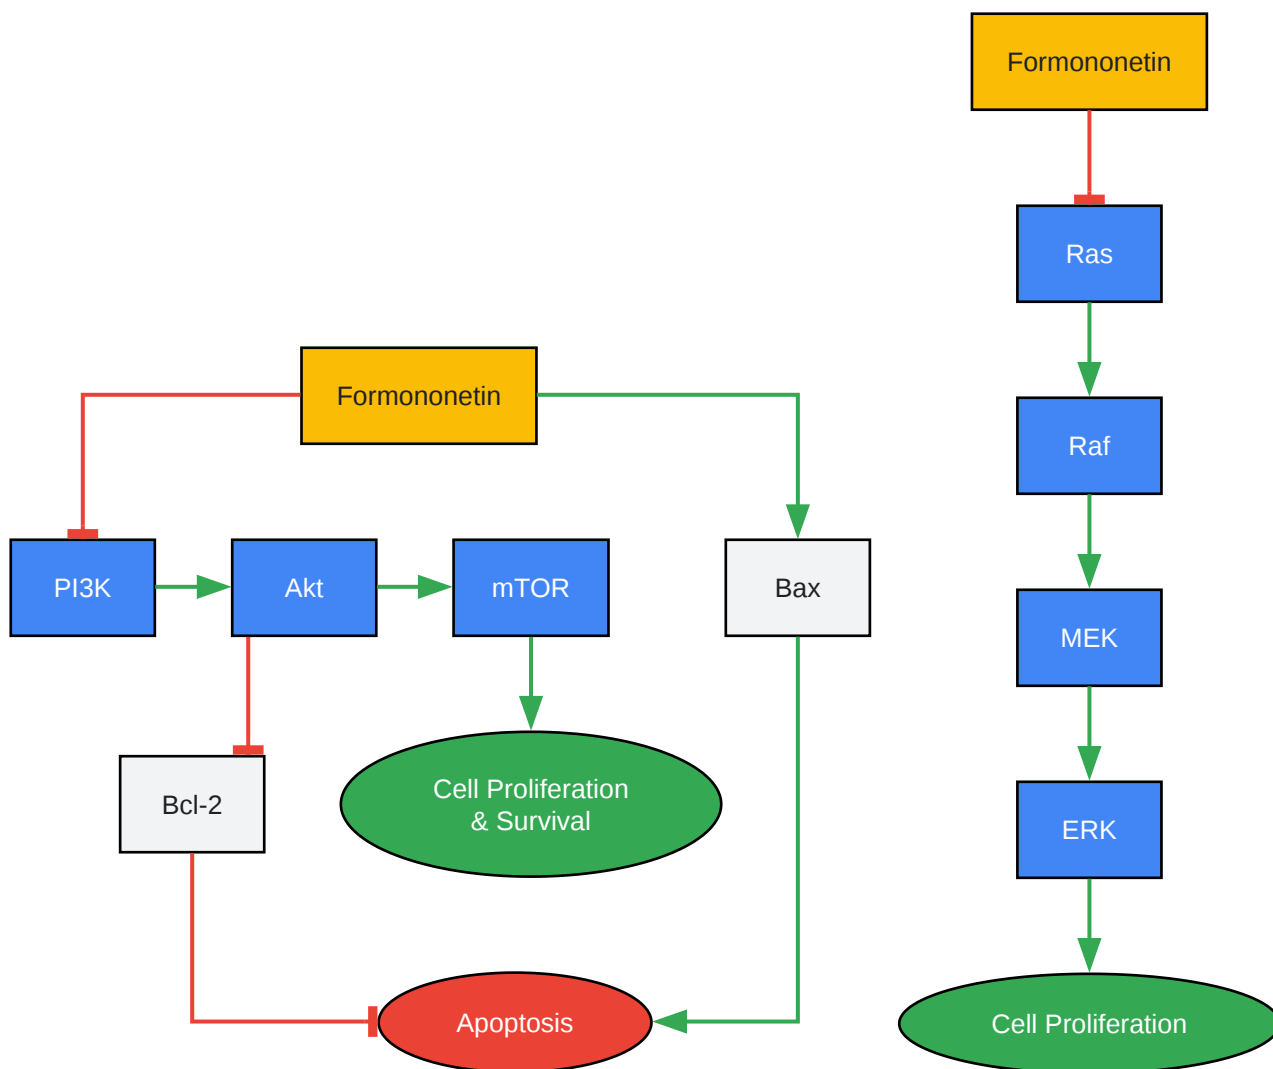 Formononetin
Ras
Formononetin
Raf
PI3K
Akt
mTOR
Bax
MEK
Bcl-2
Cell Proliferation
& Survival
ERK
Apoptosis
Cell Proliferation